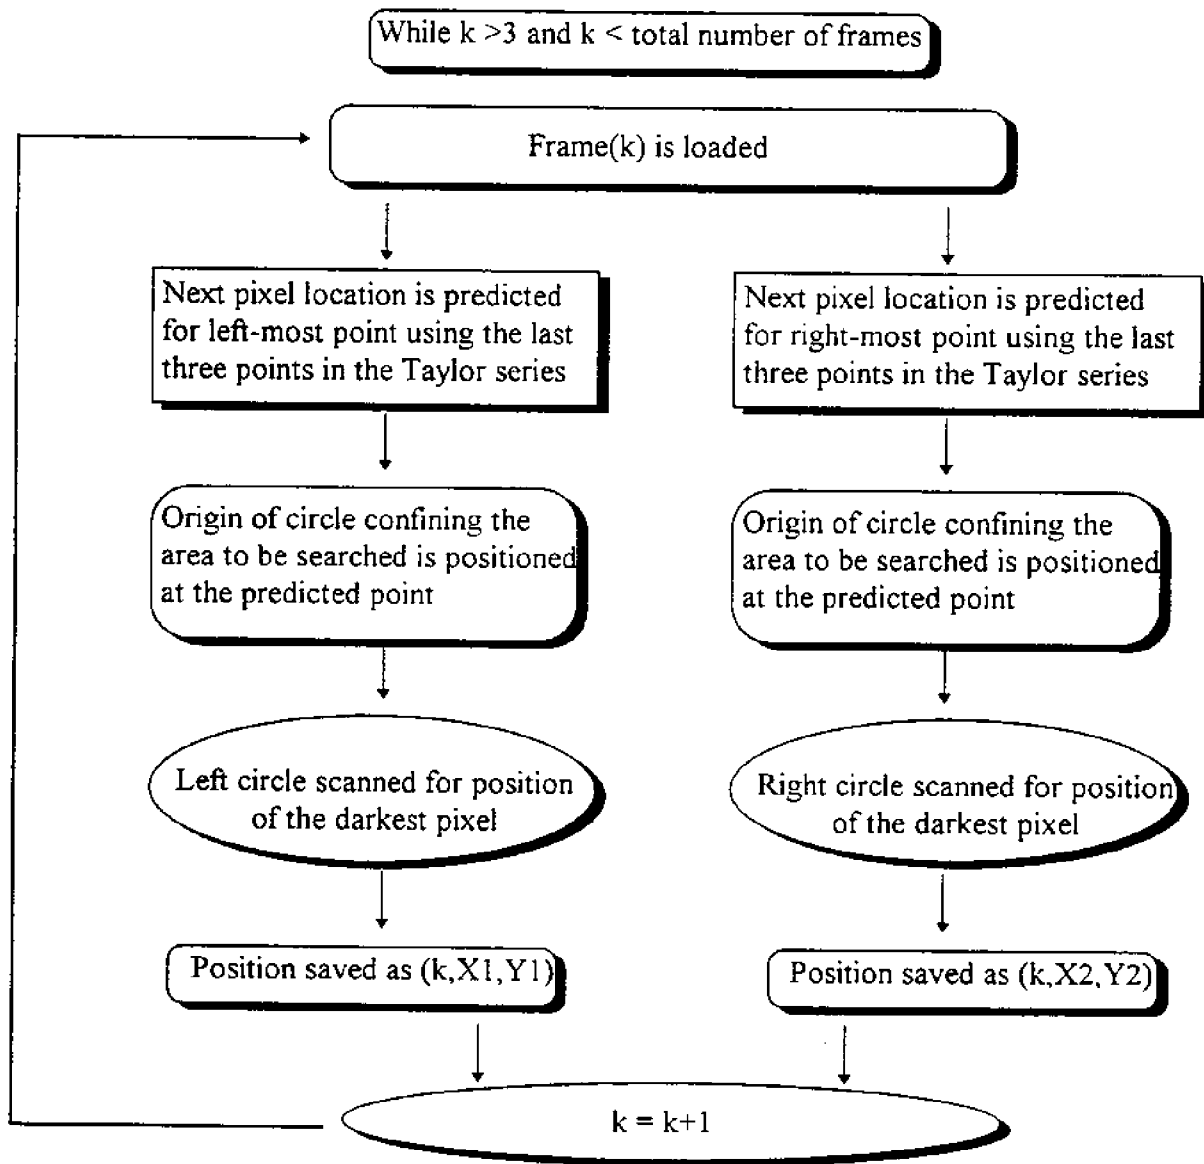 While k >3 and k < total number of frames
Frame(k) is loaded
Next pixel location is predicted
for left-most point using the last
three points in the Taylor series
Next pixel location is predicted
for right-most point using the last
three points in the Taylor series
Origin of circle confining the
area to be searched is positioned
at the predicted point
Origin of circle confining the
area to be searched is positioned
at the predicted point
Left circle scanned for position
of the darkest pixel
Right circle scanned for position
of the darkest pixel
Position saved as (k,X1,Y1)
Position saved as (k,X2,Y2)
k = k+1